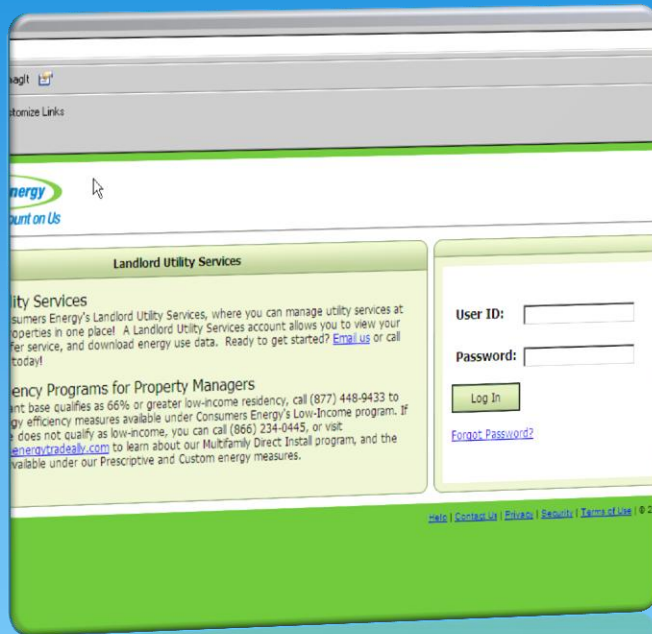 stomize Links
nergy
ount on Us
Landlord Utility Services
ility Services
nsumers Energy's Landlord Utility Services, where you can manage utility services at
roperties in one place! A Landlord Utility Services account allows you to view your
fer service, and download energy use data. Ready to get started? Email us or call
today!
iency Programs for Property Managers
ant base qualifies as 66% or greater low-income residency, call (877) 448-9433 to
gy efficiency measures available under Consumers Energy's Low-Income program. If
e does not qualify as low-income, you can call (866) 234-0445, or visit
senergytradeally.com to learn about our Multifamily Direct Install program, and the
vailable under our Prescriptive and Custom energy measures.
User ID:
Password:
Log In
Forgot Password?
Help | Contact Us | Privacy | Security | Terms of Use | © 2